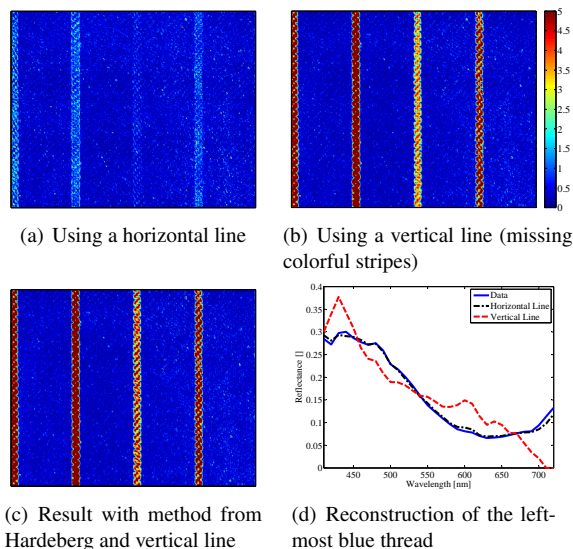 5
4.5
4
3.5
3
2.5
2
1.5
1
0.5
0
(a) Using a horizontal line
(b) Using a vertical line (missing
colorful stripes)
0.4
0.35
0.3
0.25
0.2
0.15
0.1
0.05
0
Reflectance []
Data
Horizontal Line
Vertical Line
450 500 550 600 650 700
Wavelength [nm]
(c) Result with method from
Hardeberg and vertical line
(d) Reconstruction of the left-
most blue thread